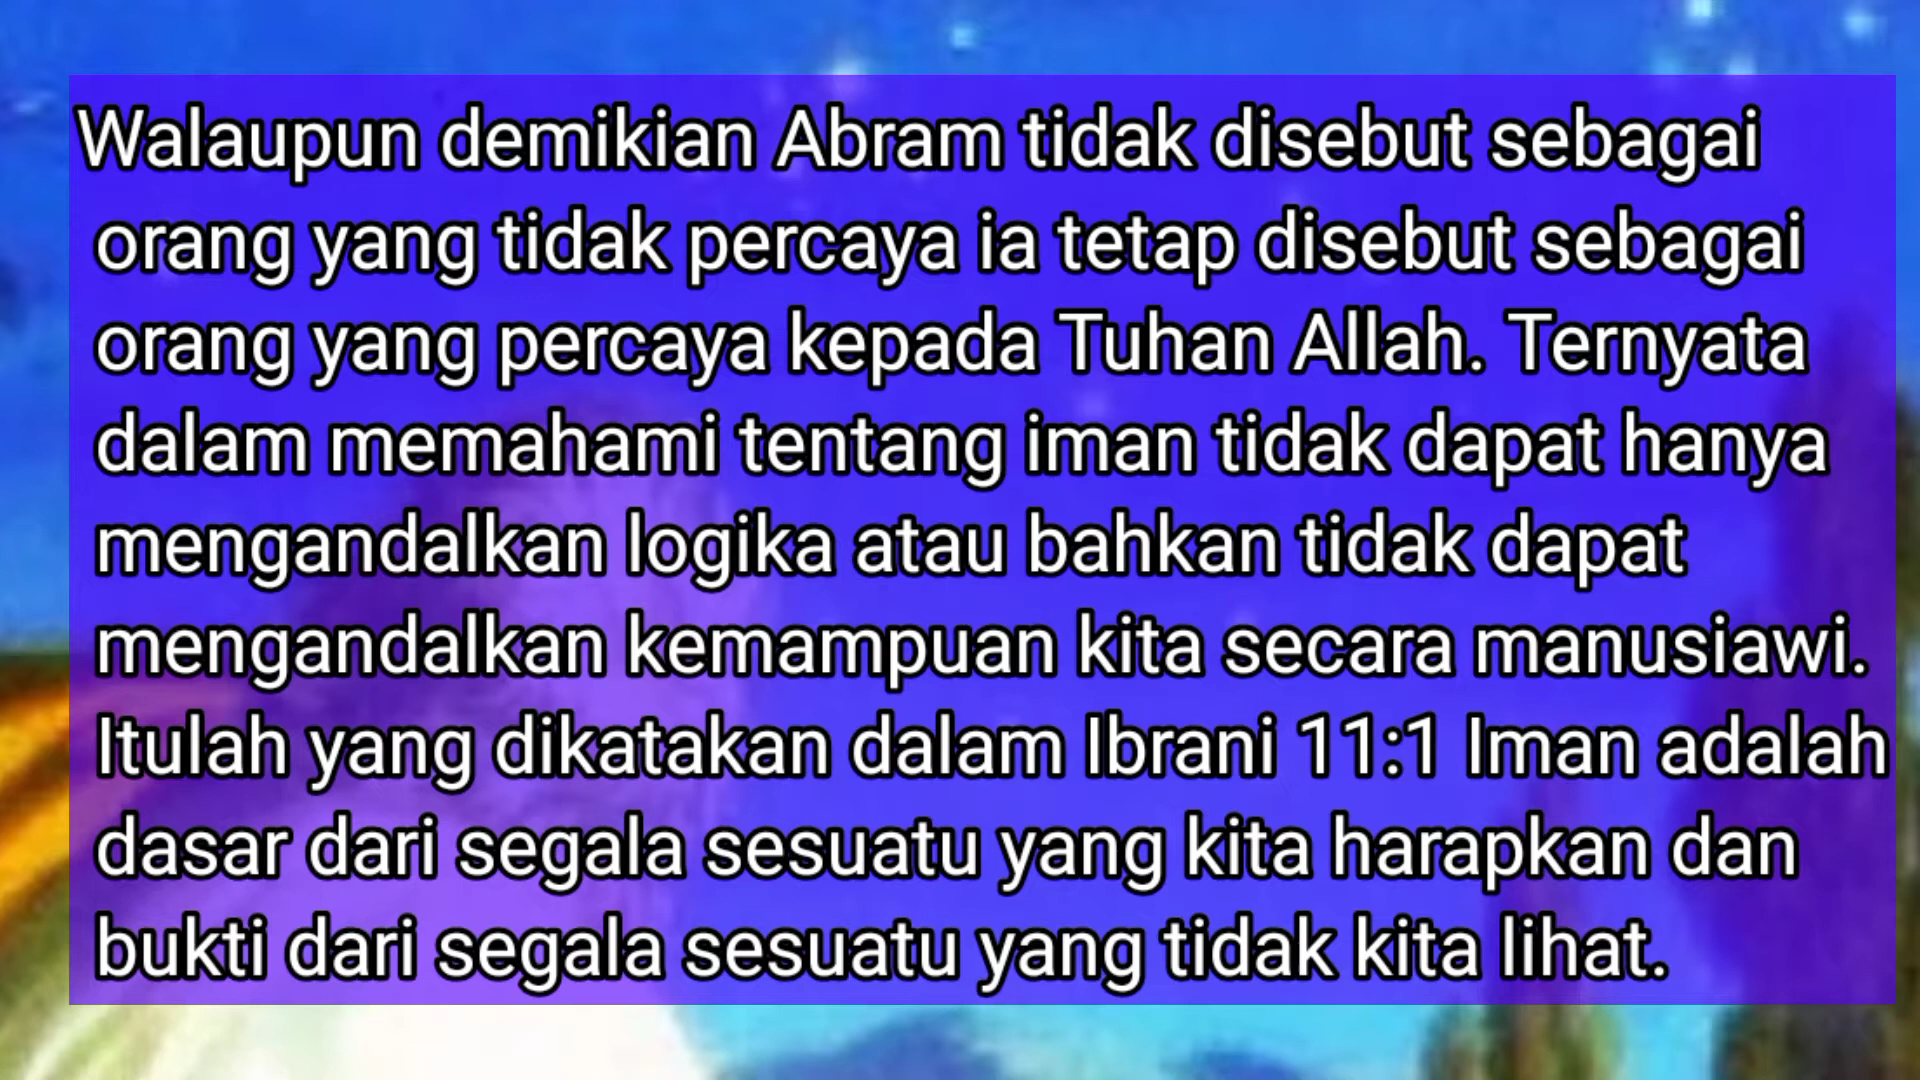 Walaupun demikian Abram tidak disebut sebagai
orang yang tidak percaya ia tetap disebut sebagai
orang yang percaya kepada Tuhan Allah. Ternyata
dalam memahami tentang iman tidak dapat hanya
mengandalkan logika atau bahkan tidak dapat
mengandalkan kemampuan kita secara manusiawi.
Itulah yang dikatakan dalam Ibrani 11:1 Iman adalah
dasar dari segala sesuatu yang kita harapkan dan
bukti dari segala sesuatu yang tidak kita lihat.